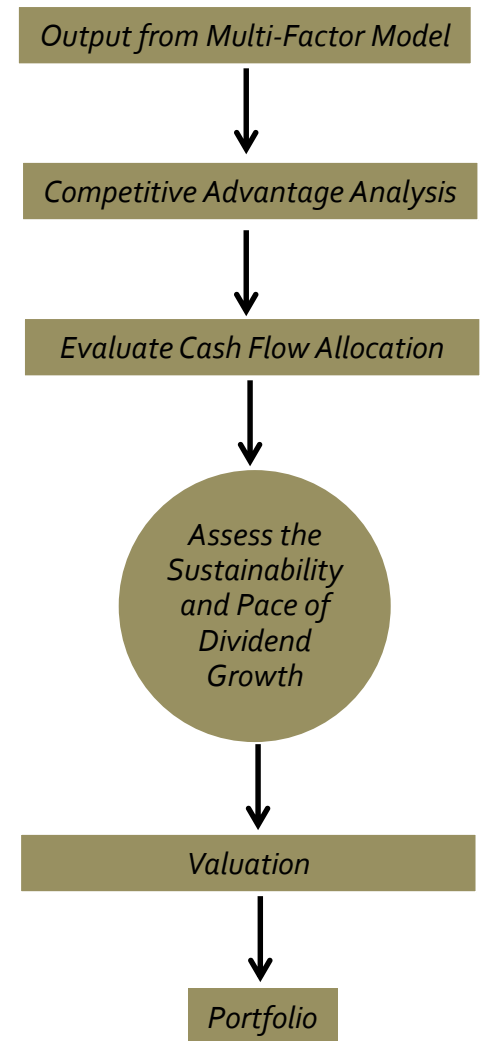 Output from Multi-Factor Model
Competitive Advantage Analysis
Evaluate Cash Flow Allocation
Assess the
Sustainability
and Pace of
Dividend
Growth
Valuation
Portfolio